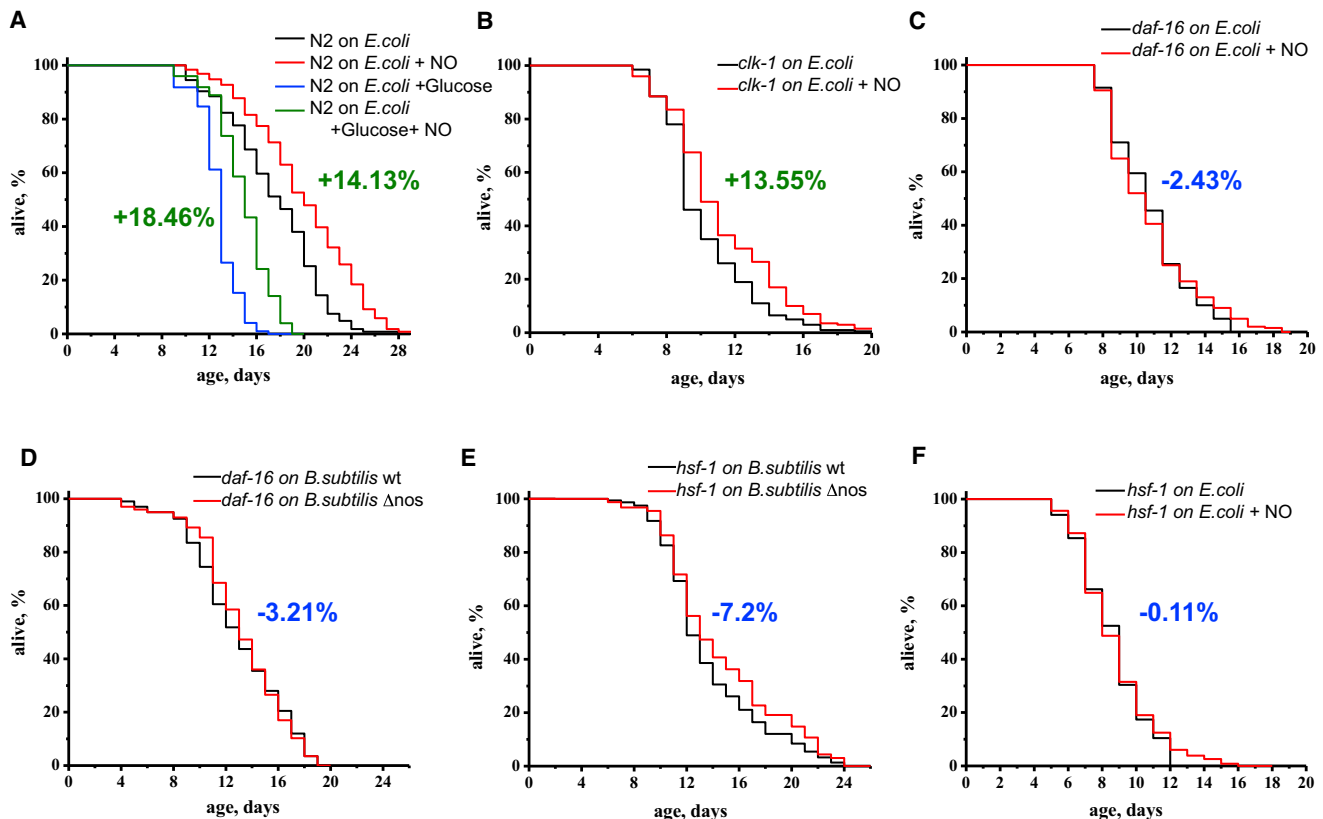 A
N2 on E.coli
N2 on E.coli + NO
N2 on E.coli +Glucose
N2 on E.coli
+Glucose+ NO
100
80
60
40
20
0
alive, %
+14.13%
+18.46%
0 4 8 12 16 20 24 28
age, days
B
clk-1 on E.coli
clk-1 on E.coli + NO
100
80
60
40
20
0
alive, %
+13.55%
0 4 8 12 16 20
age, days
C
daf-16 on E.coli
daf-16 on E.coli + NO
100
80
60
40
20
0
alive, %
-2.43%
0 2 4 6 8 10 12 14 16 18 20
age, days
D
daf-16 on B.subtilis wt
daf-16 on B.subtilis Δnos
100
80
60
40
20
0
alive, %
-3.21%
0 4 8 12 16 20 24
age, days
E
hsf-1 on B.subtilis wt
hsf-1 on B.subtilis Δnos
100
80
60
40
20
0
alive, %
-7.2%
0 4 8 12 16 20 24
age, days
F
hsf-1 on E.coli
hsf-1 on E.coli + NO
100
80
60
40
20
0
alieve, %
-0.11%
0 2 4 6 8 10 12 14 16 18 20
age, days